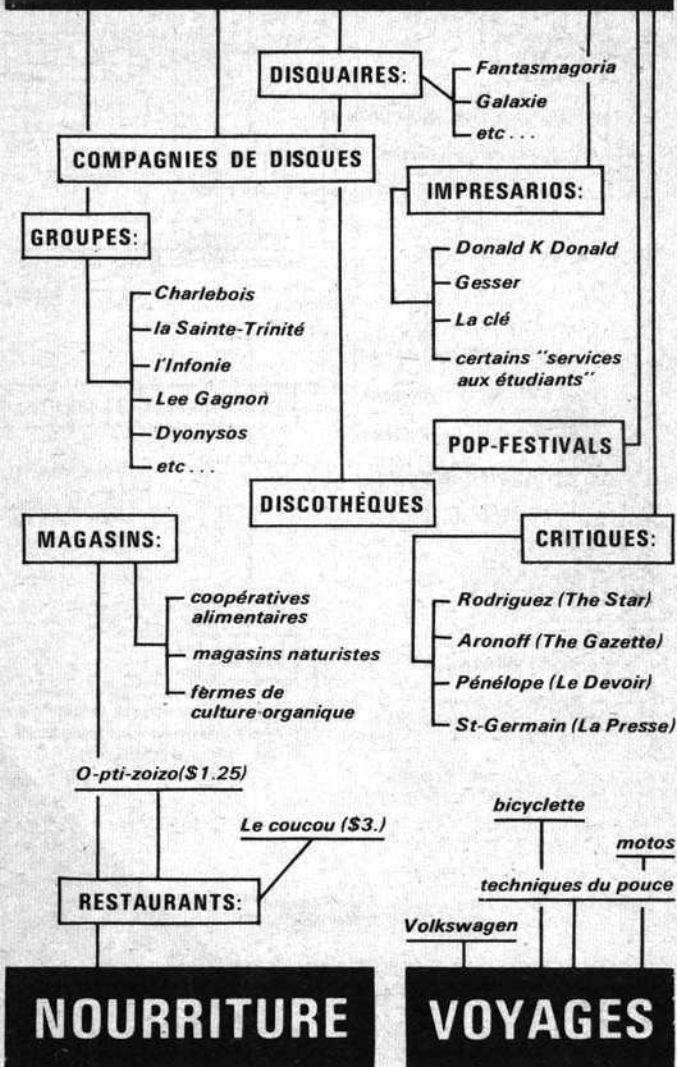 DISQUAIRES:
Fantasmagoria
Galaxie
etc . . .
COMPAGNIES DE DISQUES
IMPRESARIOS:
GROUPES:
Donald K Donald
Gesser
La clé
certains "services
aux étudiants"
Charlebois
la Sainte-Trinité
l'Infonie
Lee Gagnon
Dyonysos
etc . . .
POP-FESTIVALS
DISCOTHÈQUES
MAGASINS:
coopératives
alimentaires
magasins naturistes
fermes de
culture organique
CRITIQUES:
Rodriguez (The Star)
Aronoff (The Gazette)
Pénélope (Le Devoir)
St-Germain (La Presse)
O-pti-zoizo($1.25)
Le coucou ($3.)
RESTAURANTS:
bicyclette
motos
techniques du pouce
Volkswagen
NOURRITURE
VOYAGES